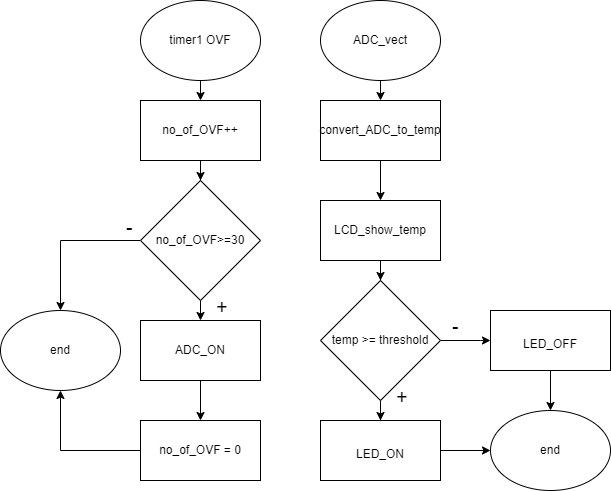 timer1 OVF
no_of_OVF++
no_of_OVF>=30
-
+
ADC_ON
no_of_OVF = 0
end
ADC_vect
convert_ADC_to_temp
LCD_show_temp
temp >= threshold
-
+
LED_OFF
LED_ON
end